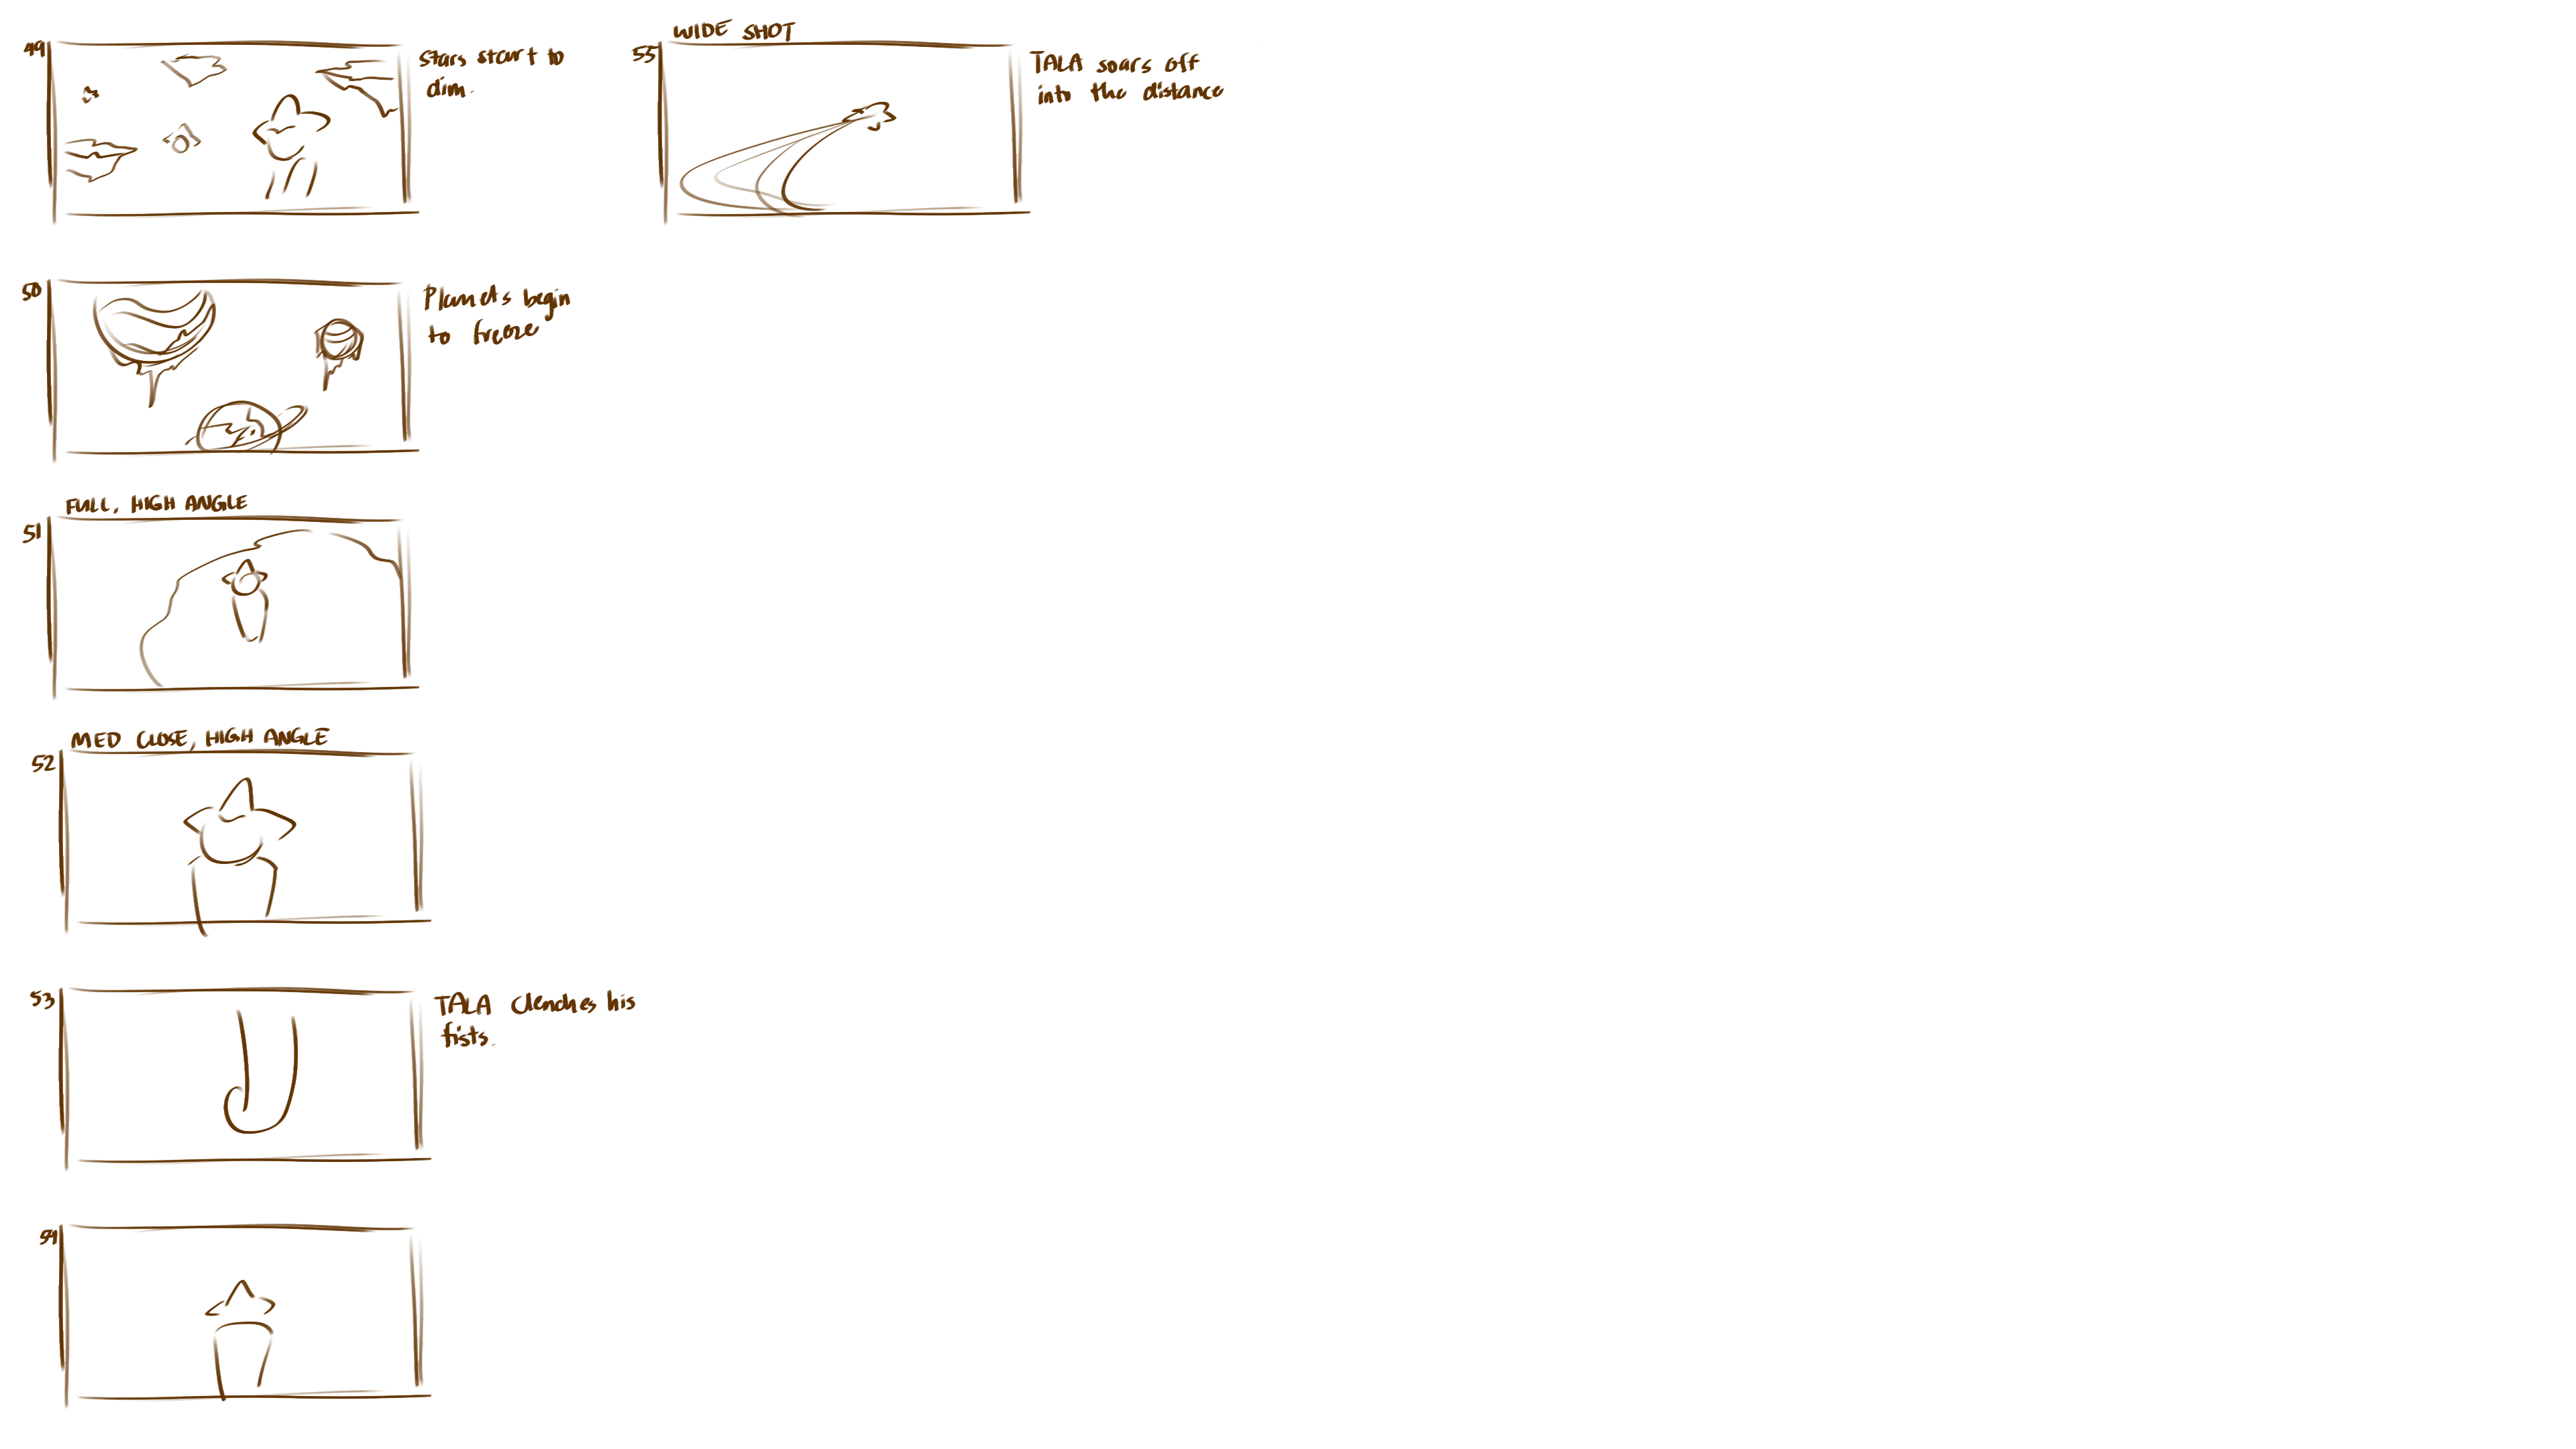 49
Stars start to
dim.
50
Planets begin
to freeze
FULL, HIGH ANGLE
51
MED CLOSE, HIGH ANGLE
52
53
TALA clenches his
fists.
54
WIDE SHOT
55
TALA soars off
into the distance